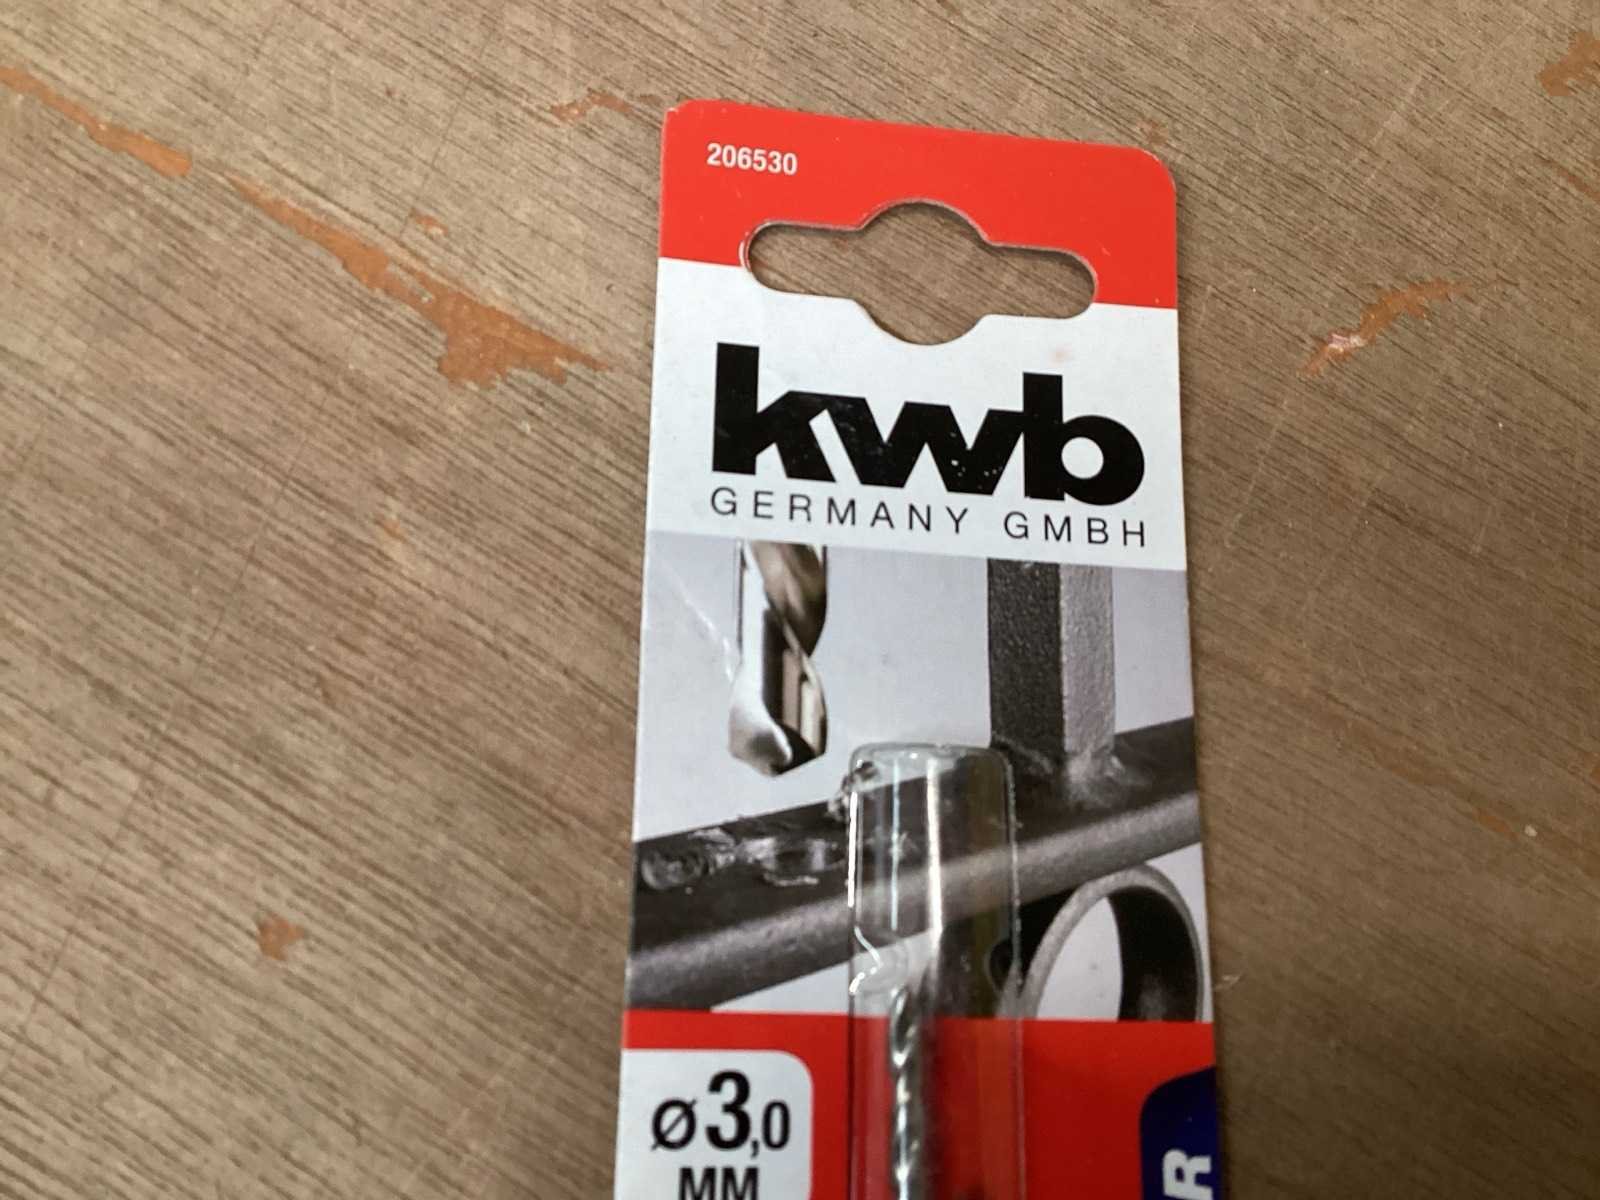 206530
kwb
GERMANY GMBH
ø3,0
MM
R